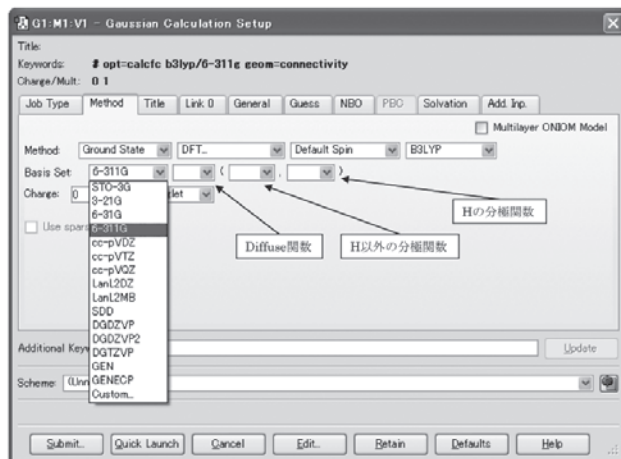 G1:M1:V1 - Gaussian Calculation Setup
Title:
Keywords: # opt=calcfc b3lyp/6-311g geom=connectivity
Charge/Mult: 0 1
Job Type Method Title Link 0 General Guess NBO PBC Solvation Add. Inp.
Multilayer ONIOM Model
Method: Ground State DFT... Default Spin B3LYP
Basis Set: 6-311G ( , )
Charge: 0 let
Use spars
STO-3G
3-21G
6-31G
6-311G
cc-pVDZ
cc-pVTZ
cc-pVQZ
LanL2DZ
LanL2MB
SDD
DGDZVP
DGDZVP2
DGTZVP
GEN
GENECP
Custom...
Hの分極関数
Diffuse関数
H以外の分極関数
Additional Keyw
Update
Scheme: (Unn
Submit... Quick Launch Cancel Edit... Retain Defaults Help